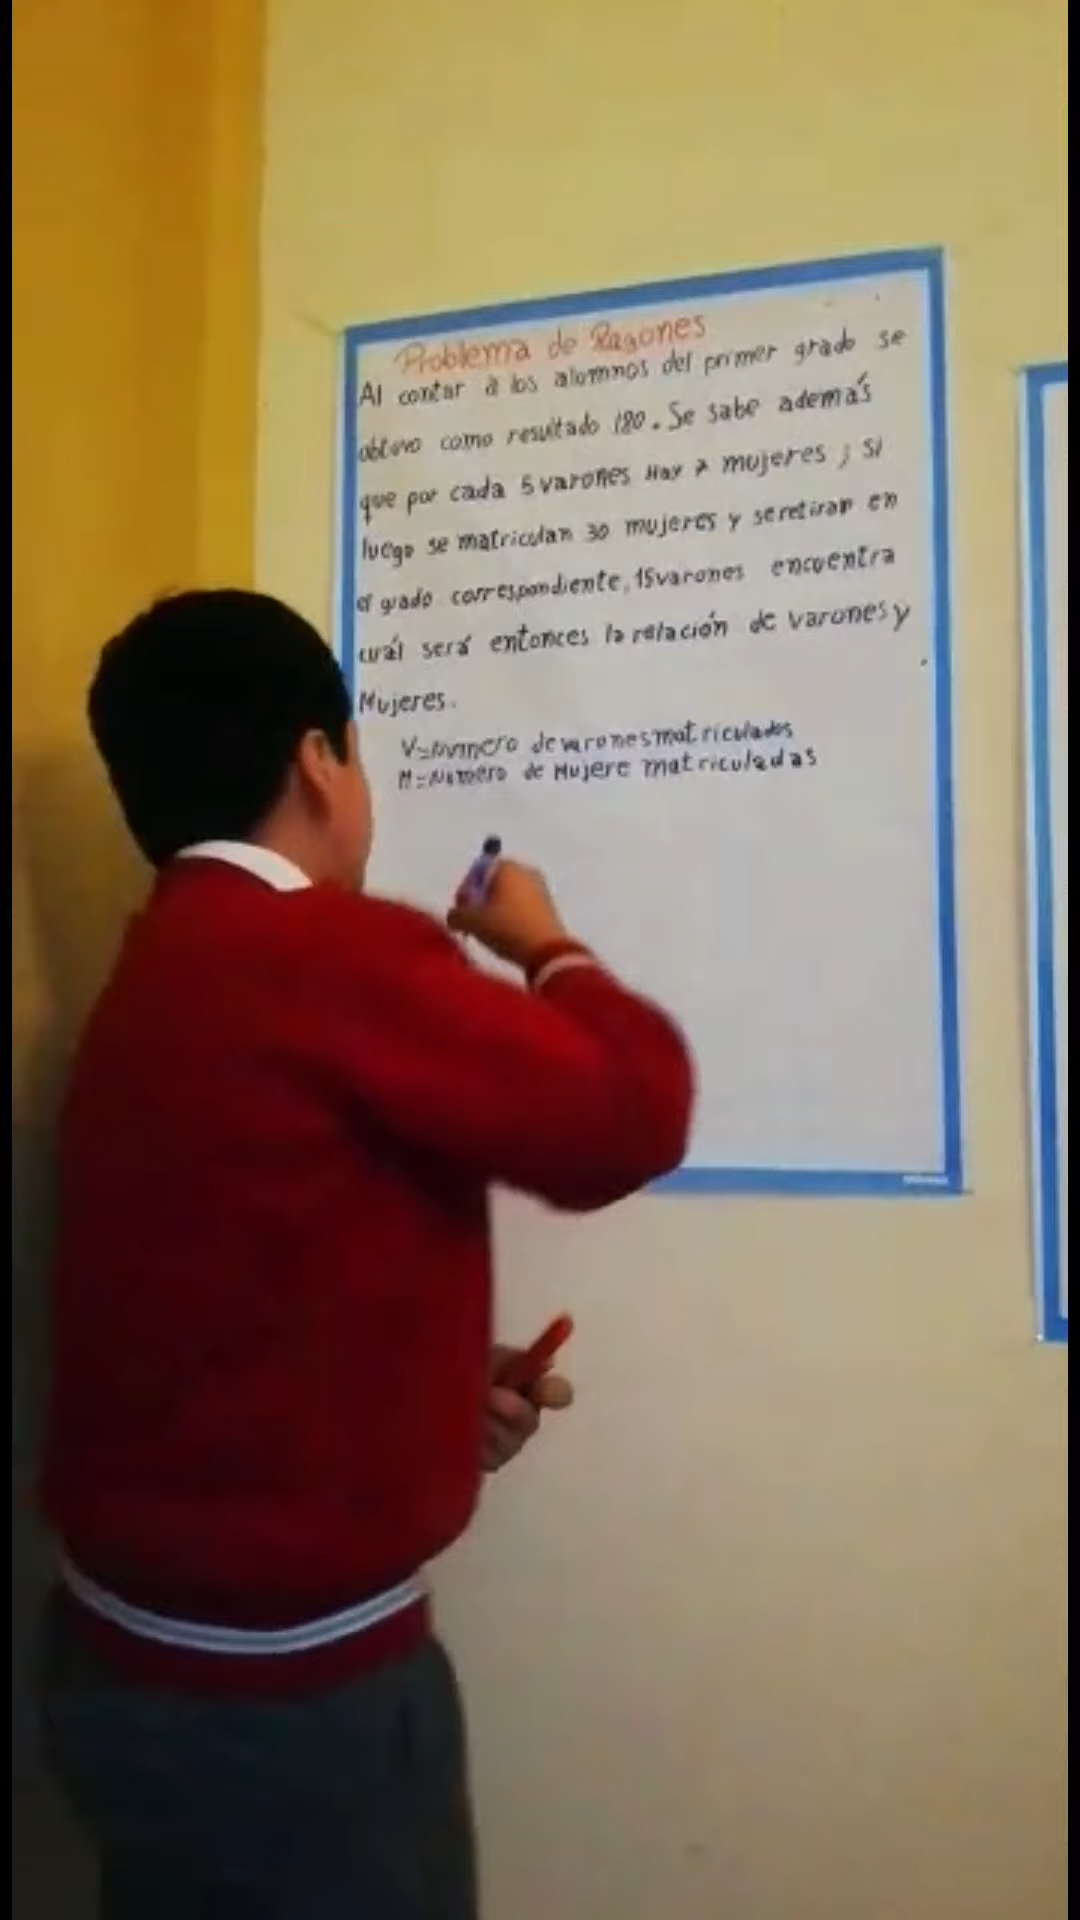 Problema de Razones
Al contar a los alumnos del primer grado se
obtuvo como resultado 180. Se sabe además
que por cada 5 varones Hay 7 mujeres ; si
luego se matriculan 30 mujeres y se retiran en
el grado correspondiente, 15 varones encuentra
cuál será entonces la relación de varones y
Mujeres.
V=Número de varones matriculados
M=Número de Mujere matriculadas